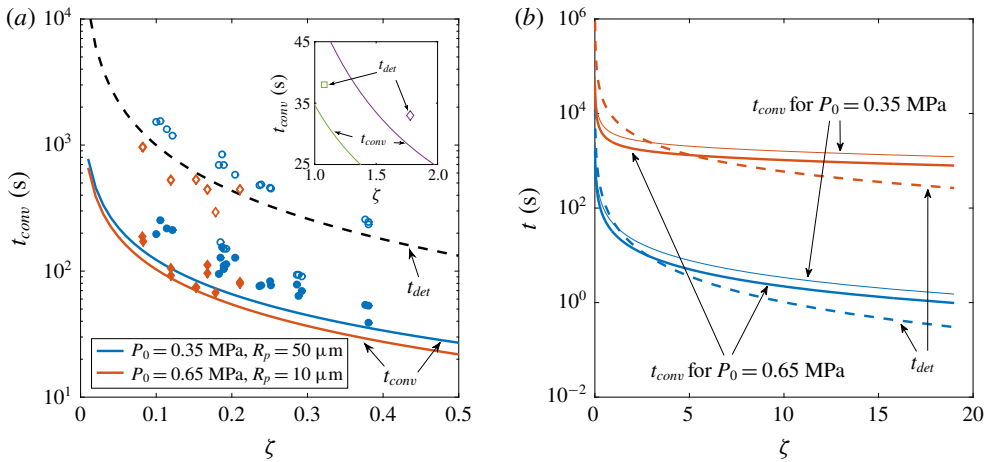 (a)
10^4
10^3
10^2
10^1
t_conv (s)
0
0.1
0.2
0.3
0.4
0.5
ζ
45
35
25
t_conv (s)
1.0
1.5
2.0
ζ
t_det
t_conv
t_det
t_conv
P_0 = 0.35 MPa, R_p = 50 μm
P_0 = 0.65 MPa, R_p = 10 μm
(b)
10^6
10^4
10^2
10^0
10^−2
t (s)
0
5
10
15
20
ζ
t_conv for P_0 = 0.35 MPa
t_conv for P_0 = 0.65 MPa
t_det